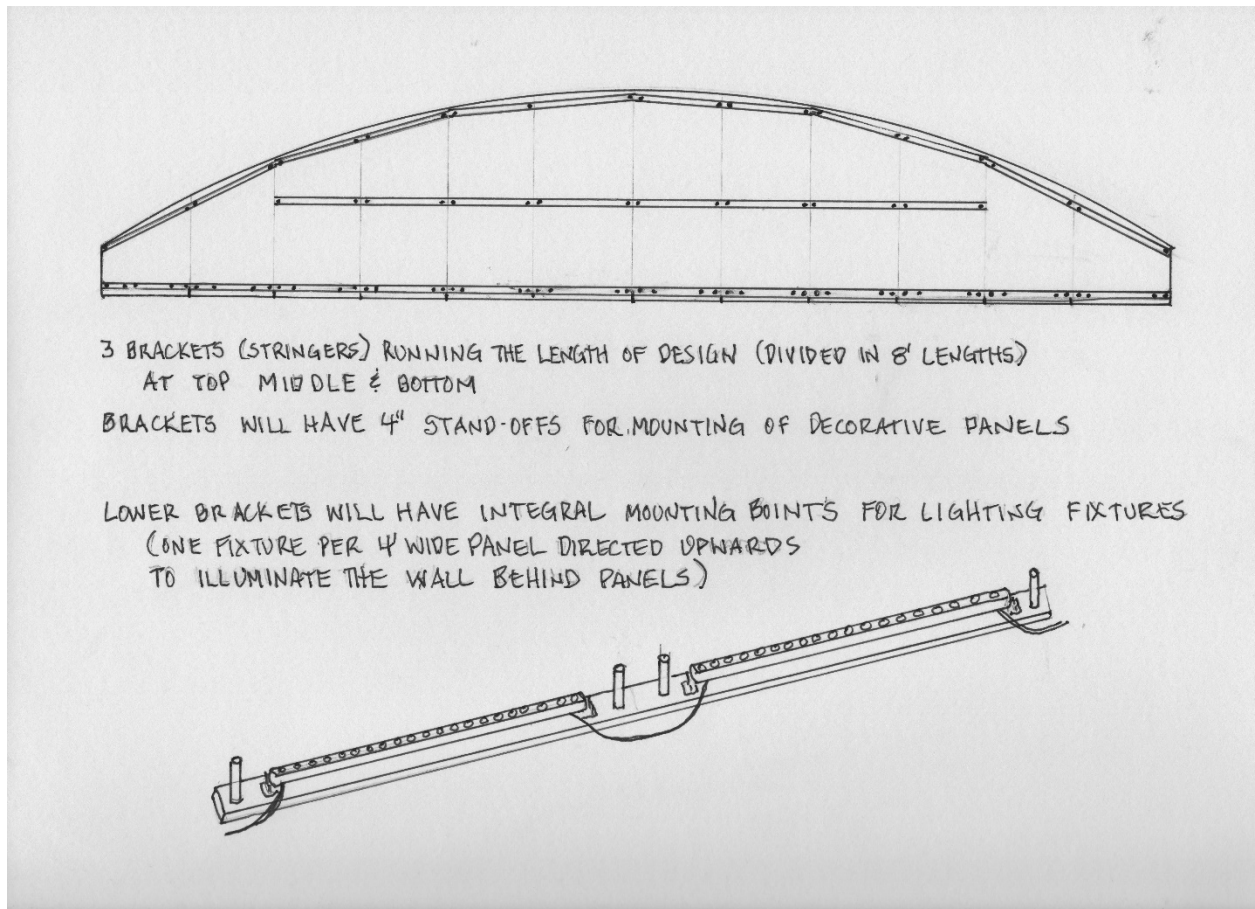 3 BRACKETS (STRINGERS) RUNNING THE LENGTH OF DESIGN (DIVIDED IN 8' LENGTHS)
AT TOP MIDDLE & BOTTOM
BRACKETS WILL HAVE 4" STAND-OFFS FOR MOUNTING OF DECORATIVE PANELS
LOWER BRACKETS WILL HAVE INTEGRAL MOUNTING BOINTS FOR LIGHTING FIXTURES
(ONE FIXTURE PER 4' WIDE PANEL DIRECTED UPWARDS
TO ILLUMINATE THE WALL BEHIND PANELS)